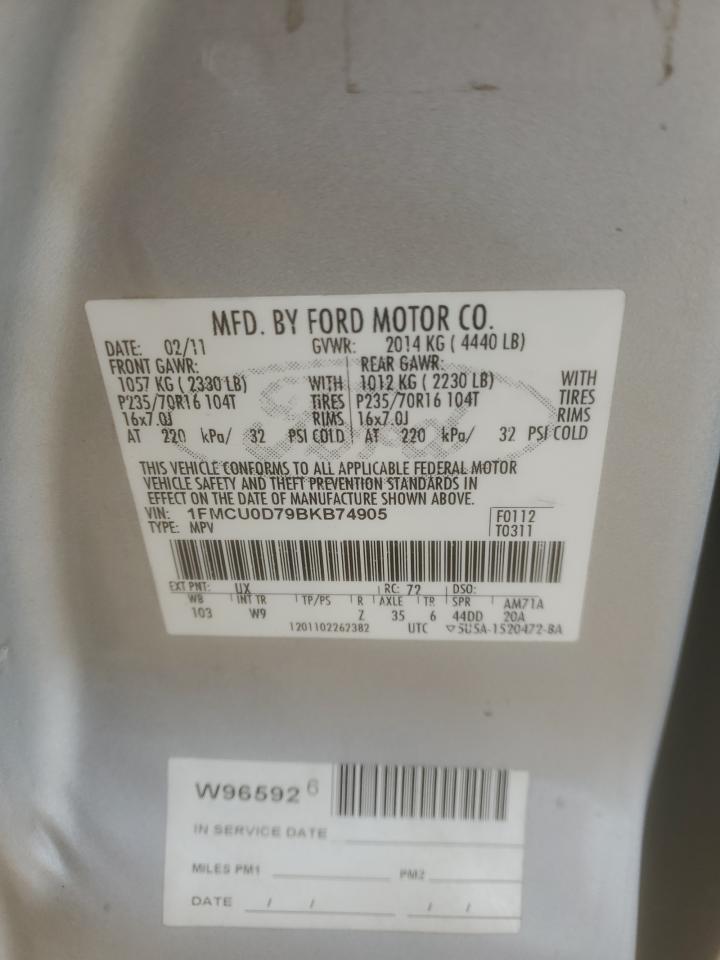 MFD. BY FORD MOTOR CO.
DATE: 02/11 GVWR: 2014 KG ( 4440 LB)
FRONT GAWR: REAR GAWR:
1057 KG ( 2330 LB) WITH 1012 KG ( 2230 LB) WITH
P235/70R16 104T TIRES P235/70R16 104T TIRES
16x7.0J RIMS 16x7.0J RIMS
AT 220 kPa/ 32 PSI COLD AT 220 kPa/ 32 PSI COLD
Ford
THIS VEHICLE CONFORMS TO ALL APPLICABLE FEDERAL MOTOR
VEHICLE SAFETY AND THEFT PREVENTION STANDARDS IN
EFFECT ON THE DATE OF MANUFACTURE SHOWN ABOVE.
VIN: 1FMCU0D79BKB74905 F0112
TYPE: MPV T0311
EXT PNT: UX RC: 72 DSO:
WB INT TR TP/PS R AXLE TR SPR AM71A
103 W9 Z 35 6 44DD 20A
1201102262382 UTC ▽5U5A-1520472-BA
W96592 6
IN SERVICE DATE
MILES PM1 PM2
DATE / / / /